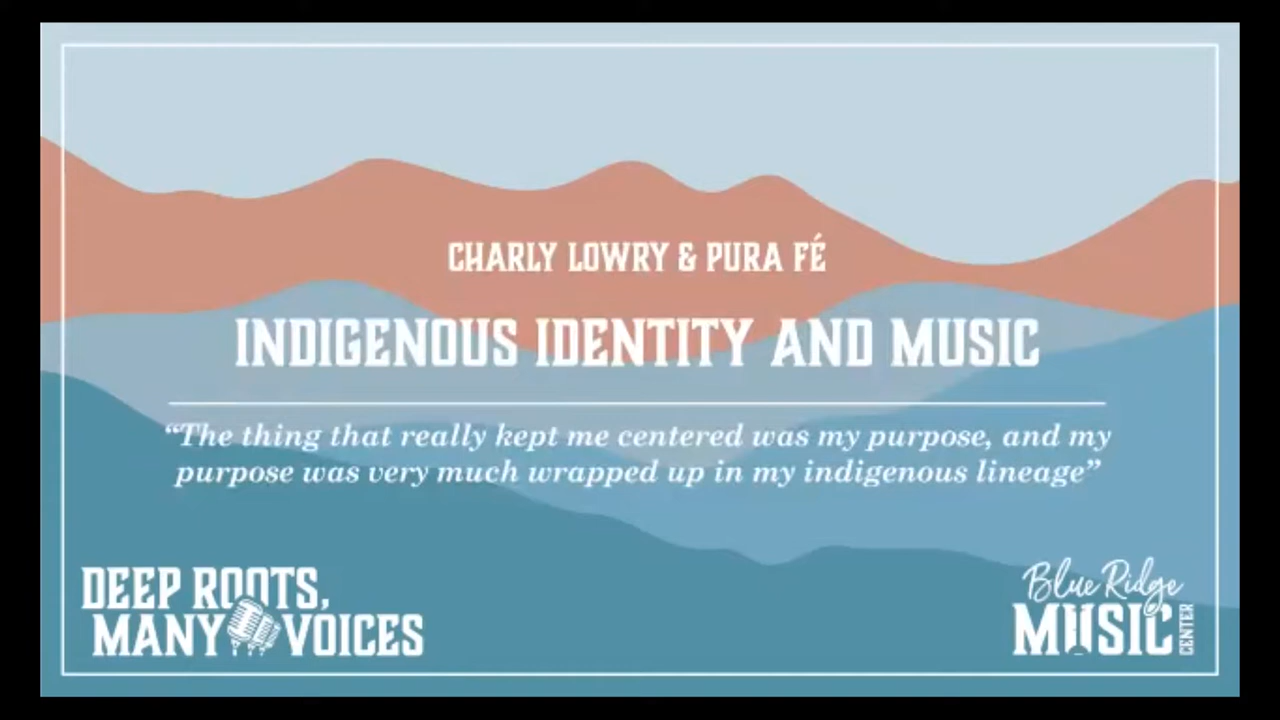 CHARLY LOWRY & PURA FÉ
INDIGENOUS IDENTITY AND MUSIC
“The thing that really kept me centered was my purpose, and my
purpose was very much wrapped up in my indigenous lineage”
DEEP ROOTS,
MANY VOICES
Blue Ridge
MUSIC
CENTER